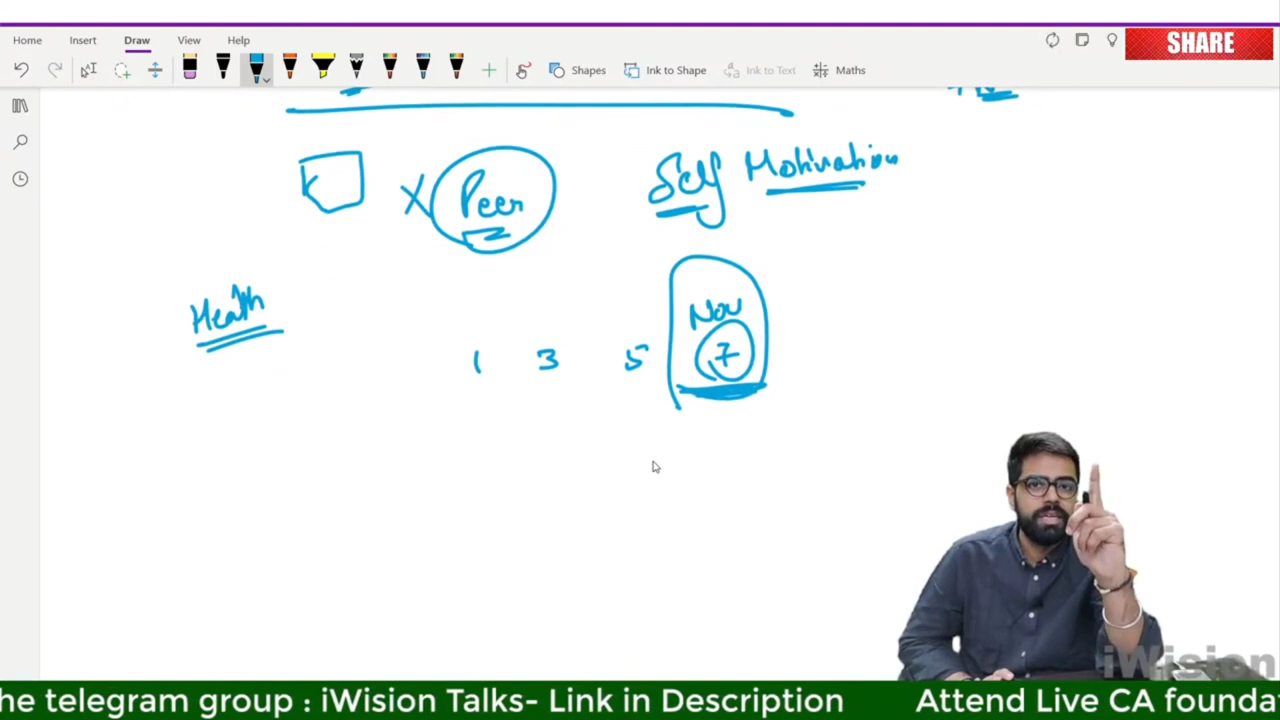 Home Insert Draw View Help
SHARE
Shapes Ink to Shape Ink to Text Maths
Self Motivation
X Peer
Health
Nov
1 3 5 7
iWision
he telegram group : iWision Talks- Link in Description Attend Live CA founda